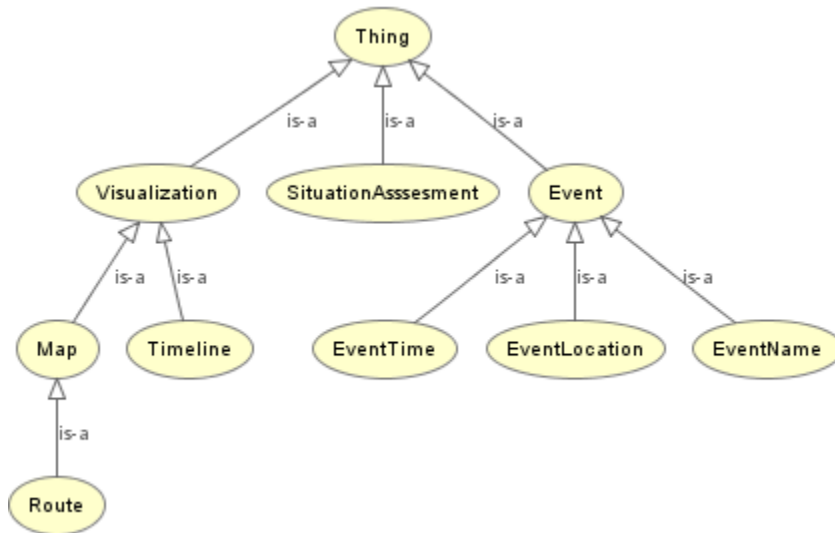 Thing
is-a
is-a
is-a
Visualization
SituationAsssesment
Event
is-a
is-a
is-a
is-a
is-a
Map
Timeline
EventTime
EventLocation
EventName
is-a
Route